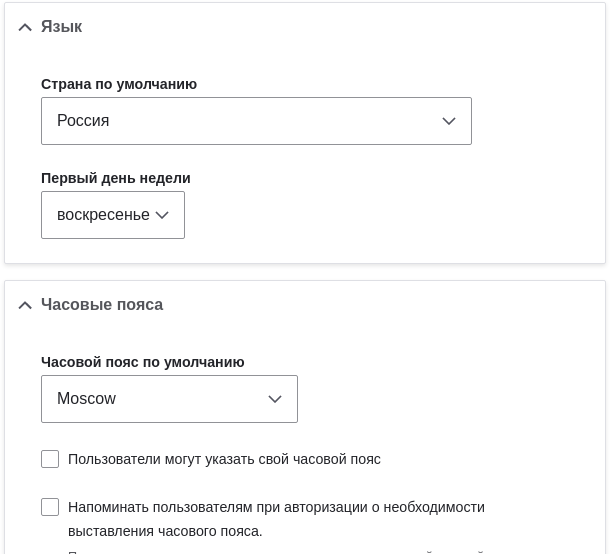 Язык
Страна по умолчанию
Россия
Первый день недели
воскресенье
Часовые пояса
Часовой пояс по умолчанию
Moscow
Пользователи могут указать свой часовой пояс
Напоминать пользователям при авторизации о необходимости
выставления часового пояса.